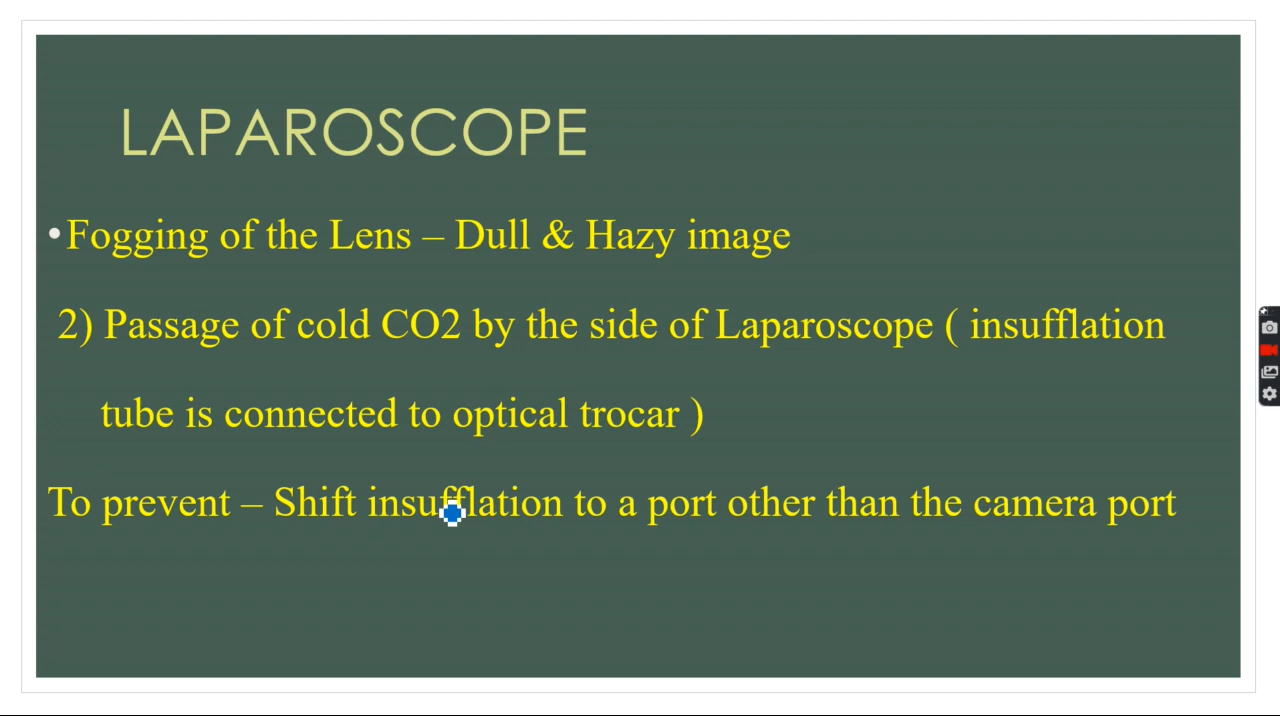 LAPAROSCOPE
•Fogging of the Lens – Dull & Hazy image
2) Passage of cold CO2 by the side of Laparoscope ( insufflation
tube is connected to optical trocar )
To prevent – Shift insufflation to a port other than the camera port